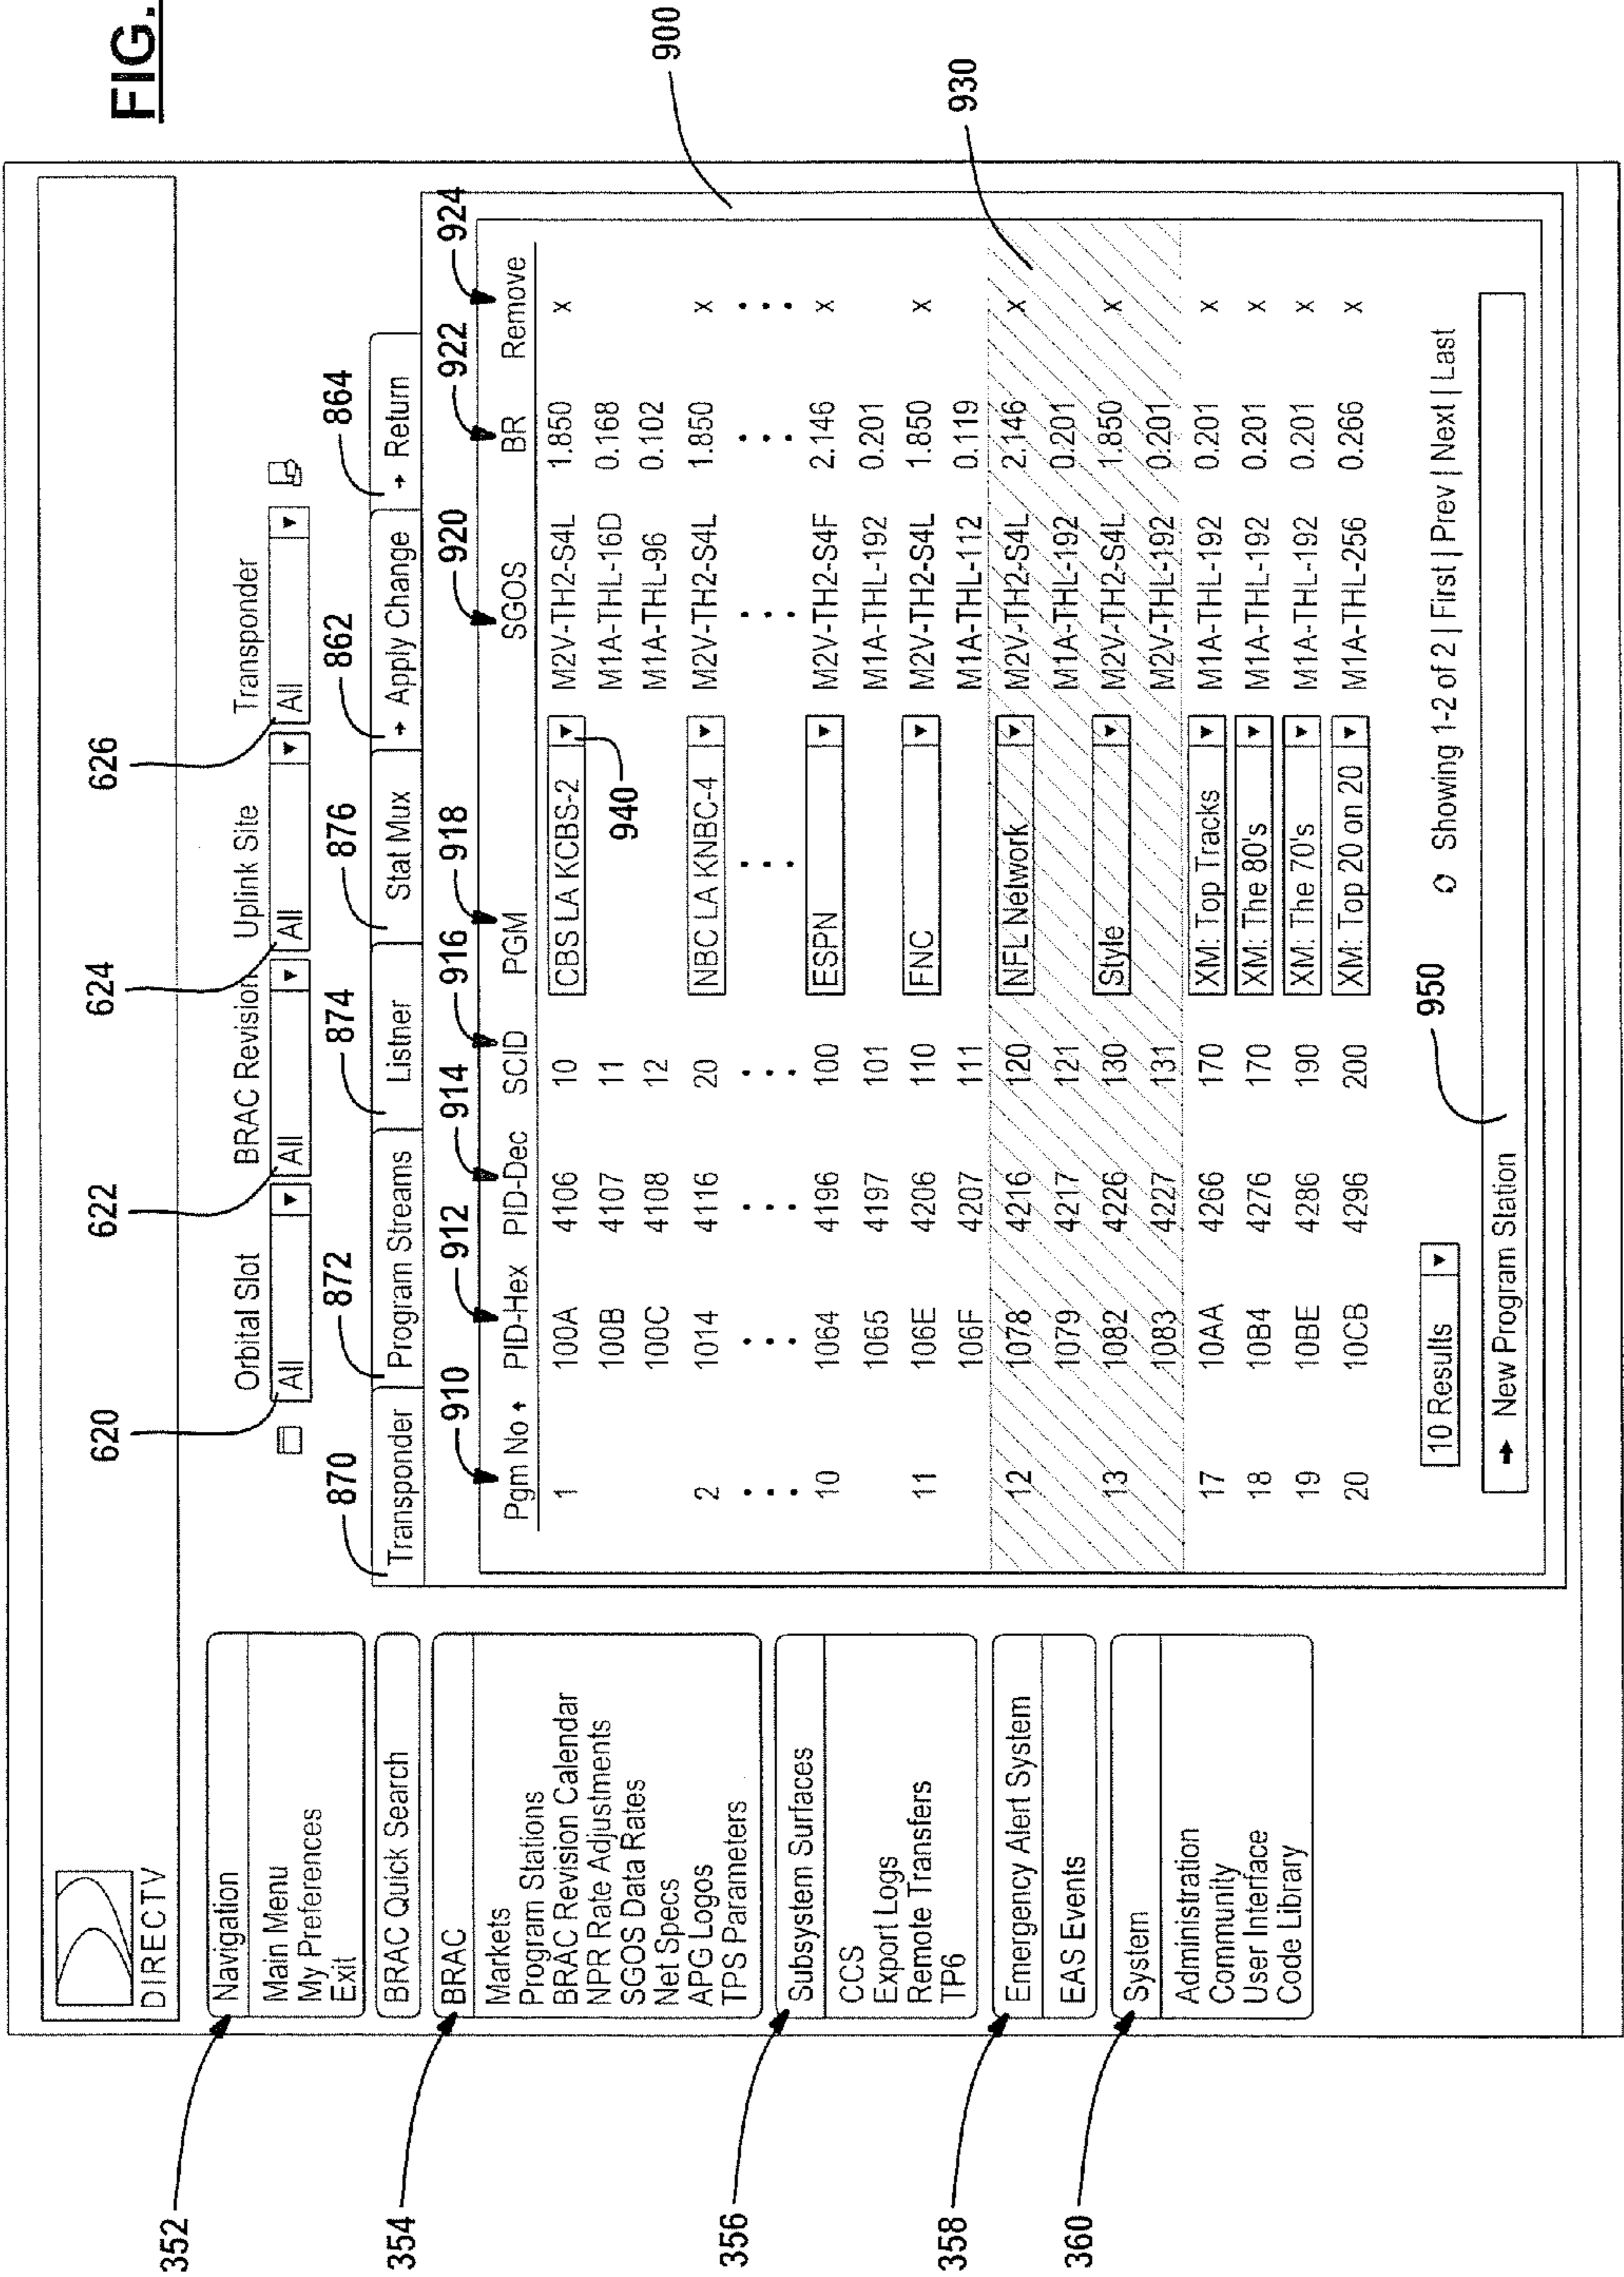 FIG.
DIRECTV
620
622
624
626
Orbital Slot BRAC Revision Uplink Site Transponder
All All All All
352
Navigation
Main Menu
My Preferences
Exit
BRAC Quick Search
354
BRAC
Markets
Program Stations
BRAC Revision Calendar
NPR Rate Adjustments
SGOS Data Rates
Net Specs
APG Logos
TPS Parameters
356
Subsystem Surfaces
CCS
Export Logs
Remote Transfers
TP6
358
Emergency Alert System
EAS Events
360
System
Administration
Community
User Interface
Code Library
870 872 874 876 862 864
Transponder Program Streams Listner Stat Mux Apply Change Return
910 912 914 916 918 920 922 924
Pgm No PID-Hex PID-Dec SCID PGM SGOS BR Remove
1 100A 4106 10 CBS LA KCBS-2 M2V-TH2-S4L 1.850 x
100B 4107 11 M1A-THL-16D 0.168
940
100C 4108 12 M1A-THL-96 0.102
2 1014 4116 20 NBC LA KNBC-4 M2V-TH2-S4L 1.850 x
10 1064 4196 100 ESPN M2V-TH2-S4F 2.146 x
1065 4197 101 M1A-THL-192 0.201
11 106E 4206 110 FNC M2V-TH2-S4L 1.850 x
106F 4207 111 M1A-THL-112 0.119
12 1078 4216 120 NFL Network M2V-TH2-S4L 2.146 x
1079 4217 121 M1A-THL-192 0.201
13 1082 4226 130 Style M2V-TH2-S4L 1.850 x
1083 4227 131 M2V-THL-192 0.201
17 10AA 4266 170 XM: Top Tracks M1A-THL-192 0.201 x
18 10B4 4276 170 XM: The 80's M1A-THL-192 0.201 x
19 10BE 4286 190 XM: The 70's M1A-THL-192 0.201 x
20 10CB 4296 200 XM: Top 20 on 20 M1A-THL-256 0.266 x
900
930
10 Results
Showing 1-2 of 2 | First | Prev | Next | Last
950
New Program Station